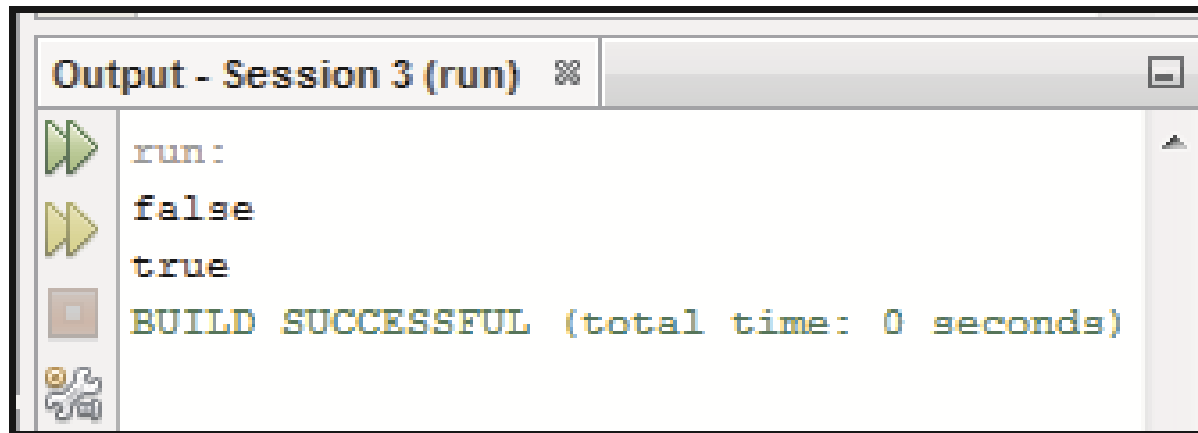 Output - Session 3 (run)
run:
false
true
BUILD SUCCESSFUL (total time: 0 seconds)